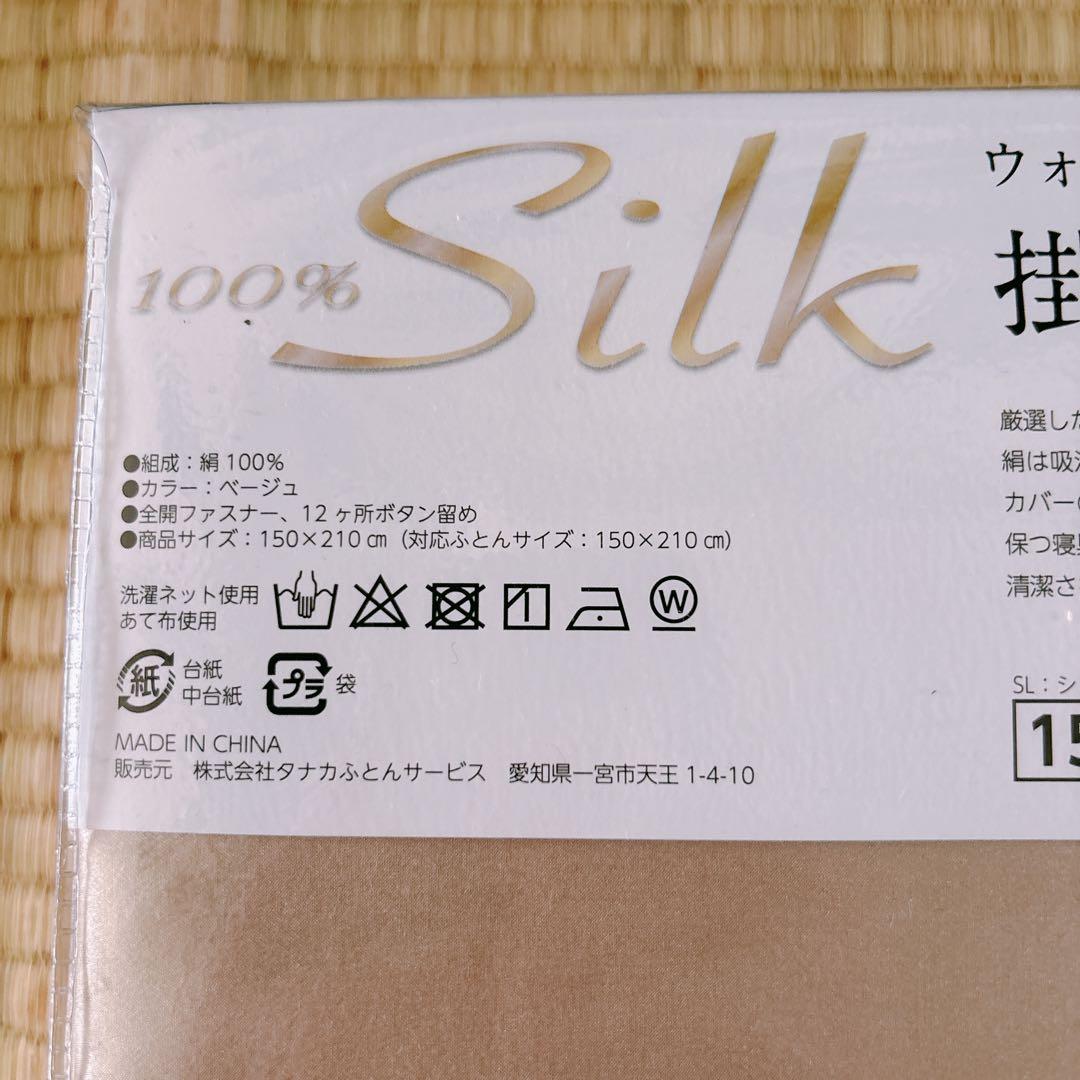 100% Silk
●組成：絹100%
●カラー：ベージュ
●全開ファスナー、12ヶ所ボタン留め
●商品サイズ：150×210㎝（対応ふとんサイズ：150×210㎝）
洗濯ネット使用
あて布使用
W
紙
台紙
中台紙
プラ
袋
MADE IN CHINA
販売元　株式会社タナカふとんサービス　愛知県一宮市天王1-4-10
ウォ
掛
厳選した
絹は吸
カバー
保つ寝
清潔さ
SL：シ
15